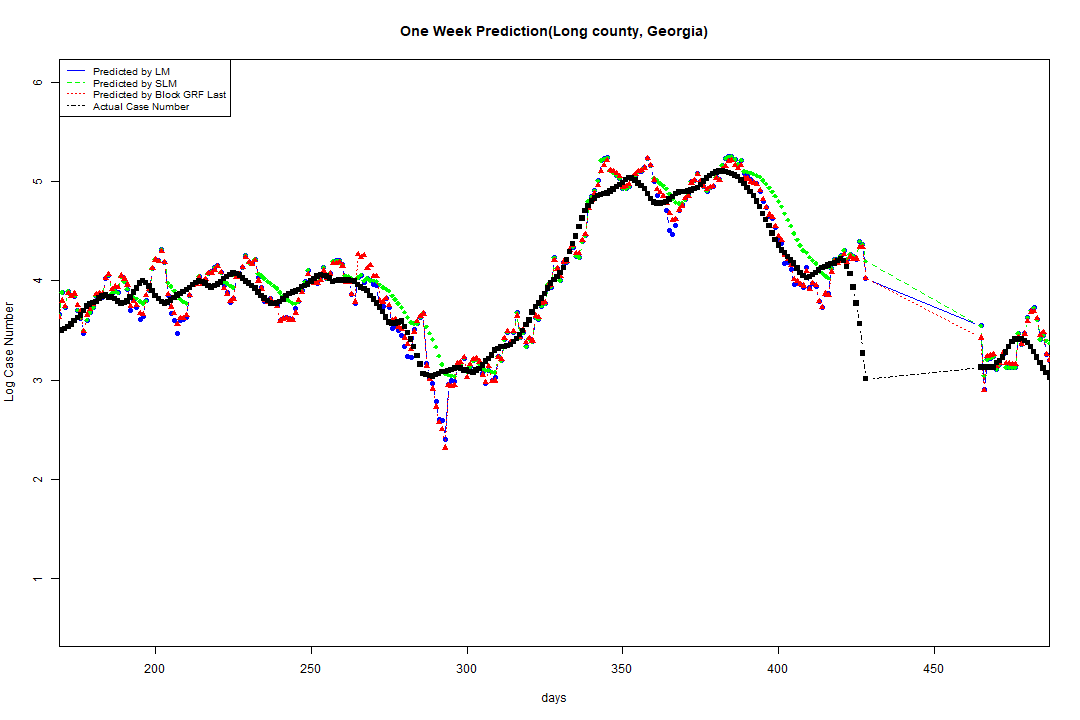 One Week Prediction(Long county, Georgia)
Predicted by LM
Predicted by SLM
Predicted by Block GRF Last
Actual Case Number
Log Case Number
6
5
4
3
2
1
200 250 300 350 400 450
days